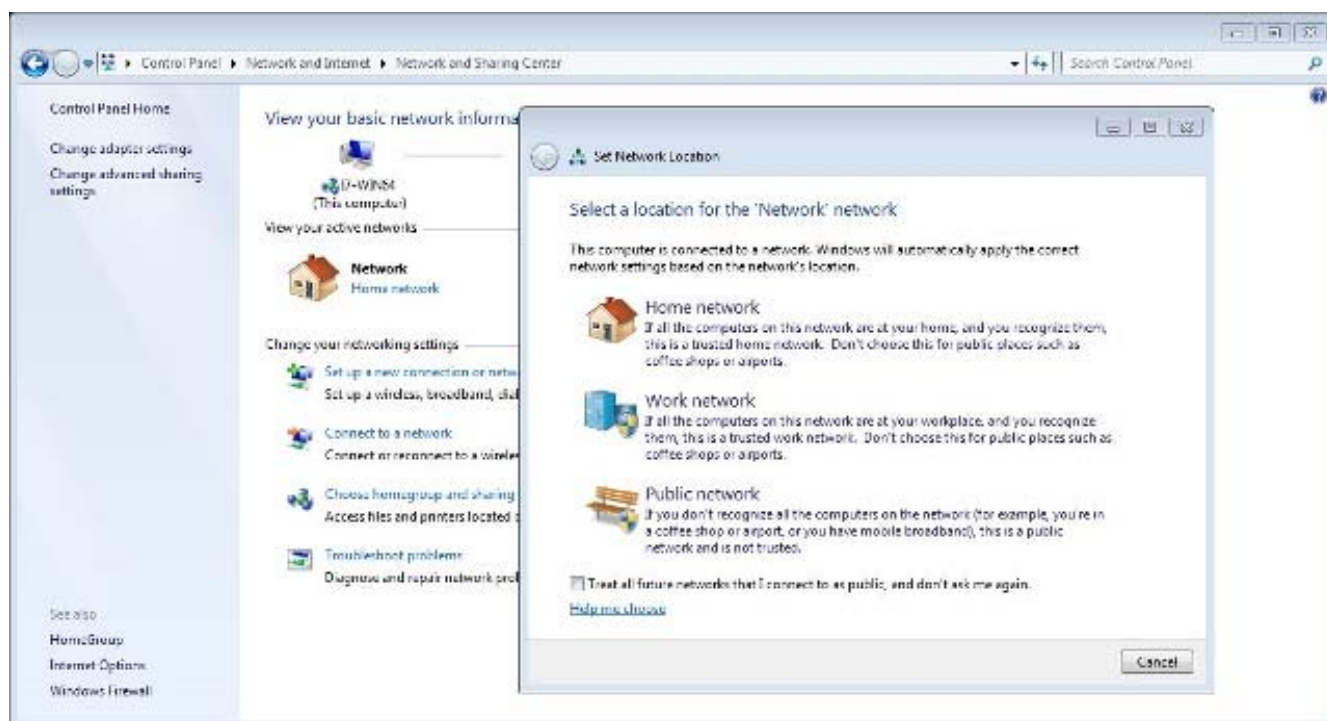 Control Panel ▸ Network and Internet ▸ Network and Sharing Center
Search Control Panel
Control Panel Home
Change adapter settings
Change advanced sharing
settings
See also
HomeGroup
Internet Options
Windows Firewall
View your basic network informa
(This computer)
View your active networks
Network
Home network
Change your networking settings
Set up a new connection or netw
Set up a wireless, broadband, dial
Connect to a network
Connect or reconnect to a wireles
Choose homegroup and sharing
Access files and printers located
Troubleshoot problems
Diagnose and repair network prol
Set Network Location
Select a location for the 'Network' network
This computer is connected to a network. Windows will automatically apply the correct
network settings based on the network's location.
Home network
If all the computers on this network are at your home, and you recognize them,
this is a trusted home network. Don't choose this for public places such as
coffee shops or airports.
Work network
If all the computers on this network are at your workplace, and you recognize
them, this is a trusted work network. Don't choose this for public places such as
coffee shops or airports.
Public network
If you don't recognize all the computers on the network (for example, you're in
a coffee shop or airport, or you have mobile broadband), this is a public
network and is not trusted.
Treat all future networks that I connect to as public, and don't ask me again.
Help me choose
Cancel